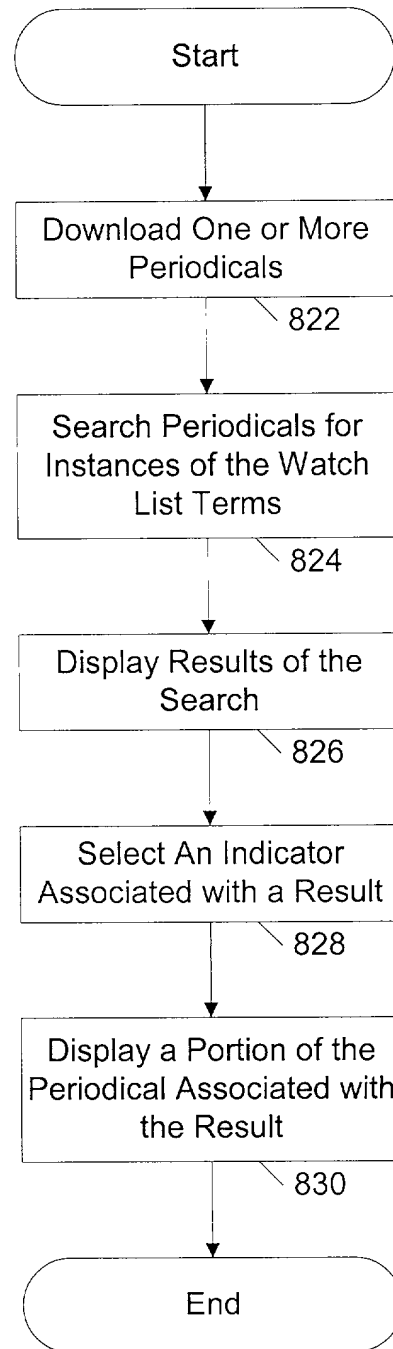 Start
Download One or More
Periodicals
822
Search Periodicals for
Instances of the Watch
List Terms
824
Display Results of the
Search
826
Select An Indicator
Associated with a Result
828
Display a Portion of the
Periodical Associated with
the Result
830
End